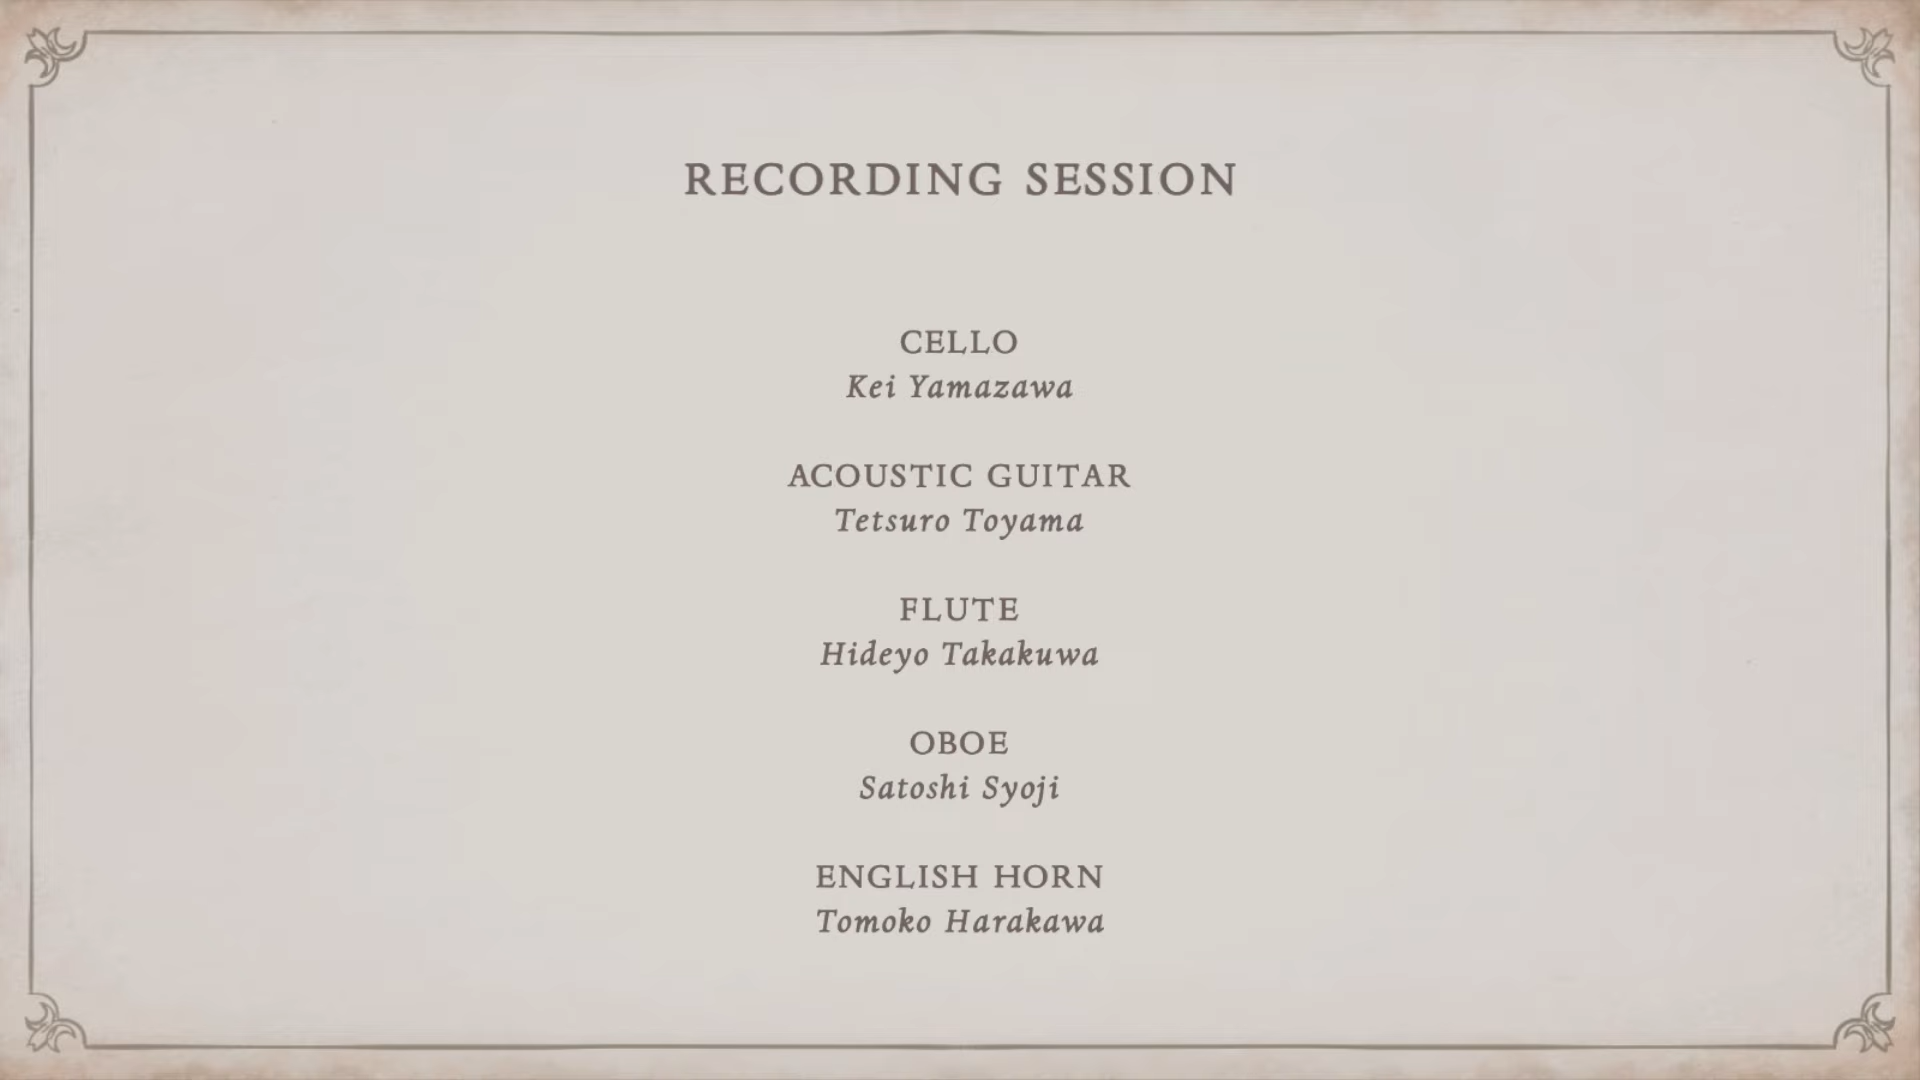 RECORDING SESSION
CELLO
Kei Yamazawa
ACOUSTIC GUITAR
Tetsuro Toyama
FLUTE
Hideyo Takakuwa
OBOE
Satoshi Syoji
ENGLISH HORN
Tomoko Harakawa